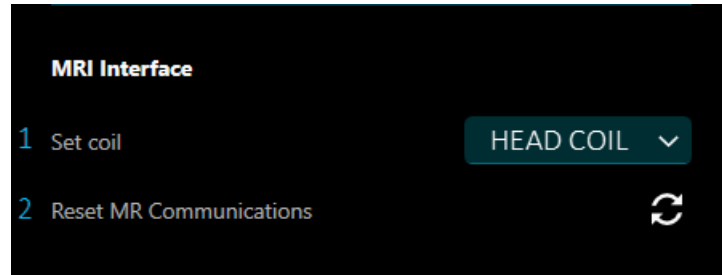 MRI Interface
1 Set coil HEAD COIL
2 Reset MR Communications